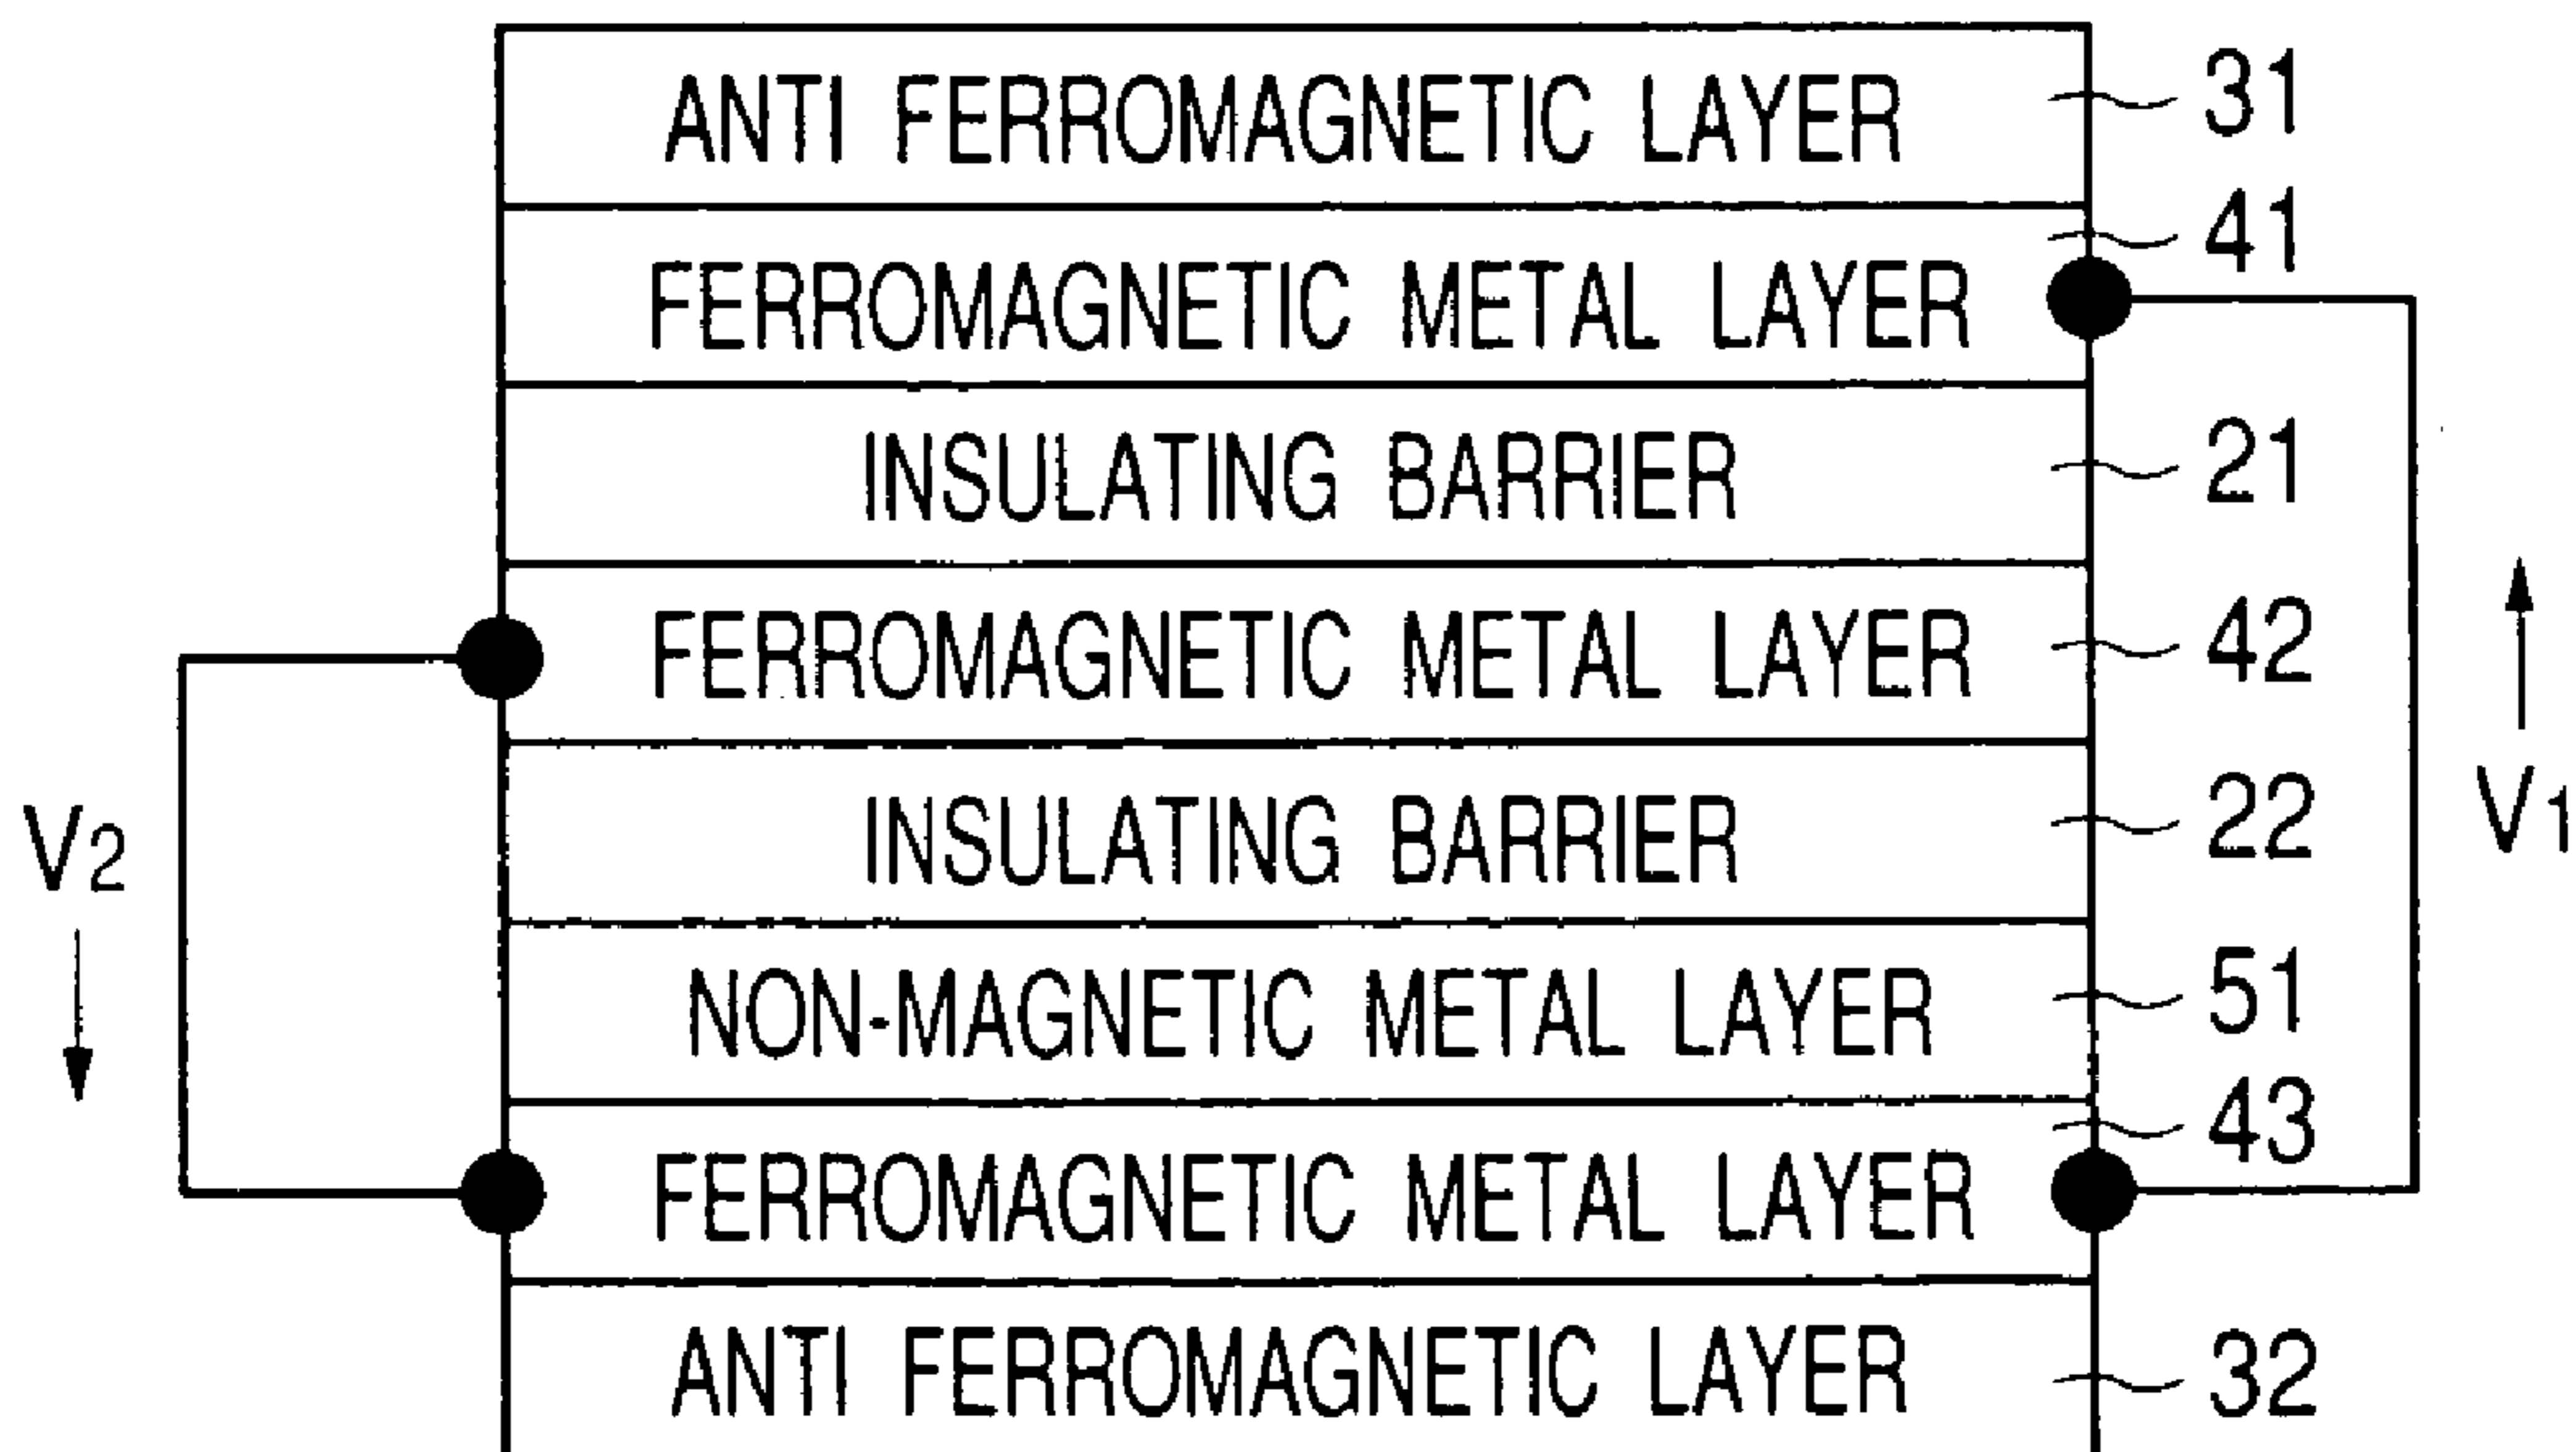 ANTI FERROMAGNETIC LAYER 31
41
FERROMAGNETIC METAL LAYER
INSULATING BARRIER 21
FERROMAGNETIC METAL LAYER 42
INSULATING BARRIER 22
V2
V1
NON-MAGNETIC METAL LAYER 51
43
FERROMAGNETIC METAL LAYER
ANTI FERROMAGNETIC LAYER 32